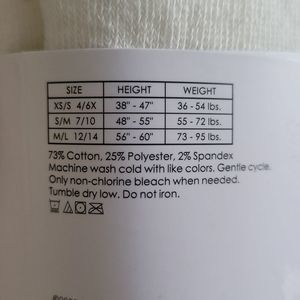 SIZE HEIGHT WEIGHT
XS/S 4/6X 38" - 47" 36 - 54 lbs.
S/M 7/10 48" - 55" 55 - 72 lbs.
M/L 12/14 56" - 60" 73 - 95 lbs.
73% Cotton, 25% Polyester, 2% Spandex
Machine wash cold with like colors. Gentle cycle.
Only non-chlorine bleach when needed.
Tumble dry low. Do not iron.